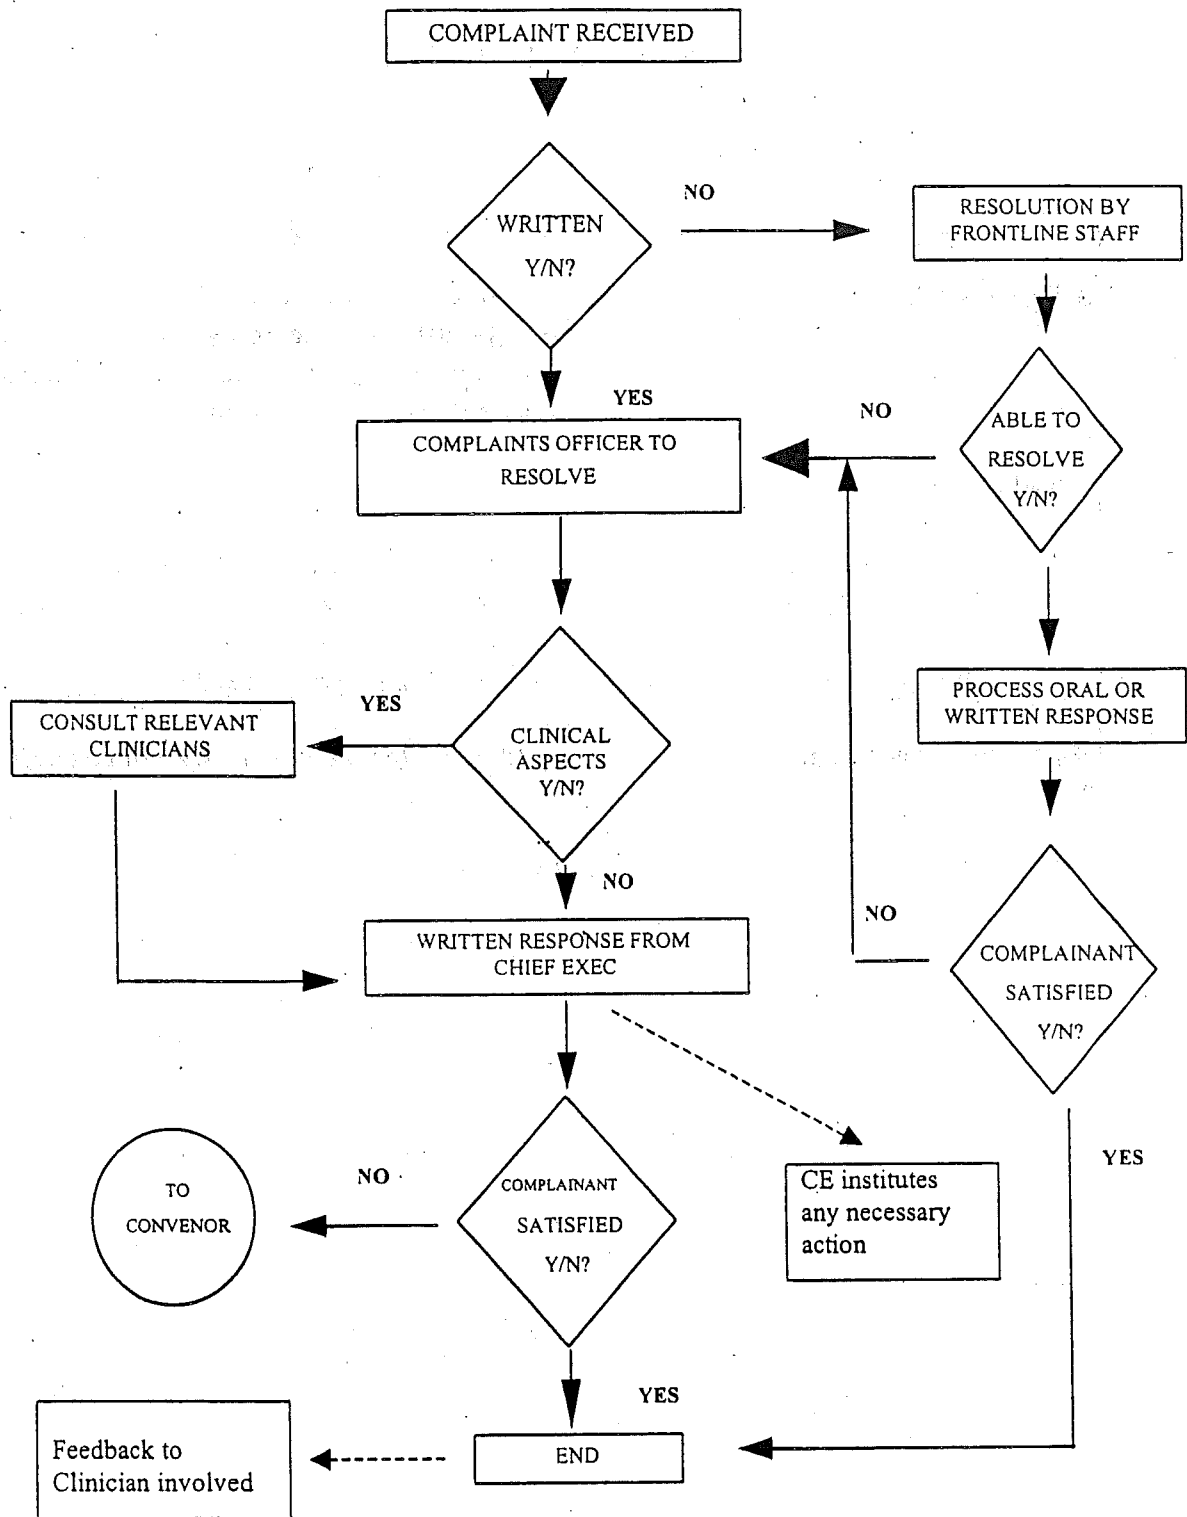 COMPLAINT RECEIVED
WRITTEN
Y/N?
NO
RESOLUTION BY
FRONTLINE STAFF
YES
COMPLAINTS OFFICER TO
RESOLVE
NO
ABLE TO
RESOLVE
Y/N?
CONSULT RELEVANT
CLINICIANS
YES
CLINICAL
ASPECTS
Y/N?
PROCESS ORAL OR
WRITTEN RESPONSE
NO
WRITTEN RESPONSE FROM
CHIEF EXEC
NO
COMPLAINANT
SATISFIED
Y/N?
TO
CONVENOR
NO
COMPLAINANT
SATISFIED
Y/N?
CE institutes
any necessary
action
YES
YES
END
Feedback to
Clinician involved